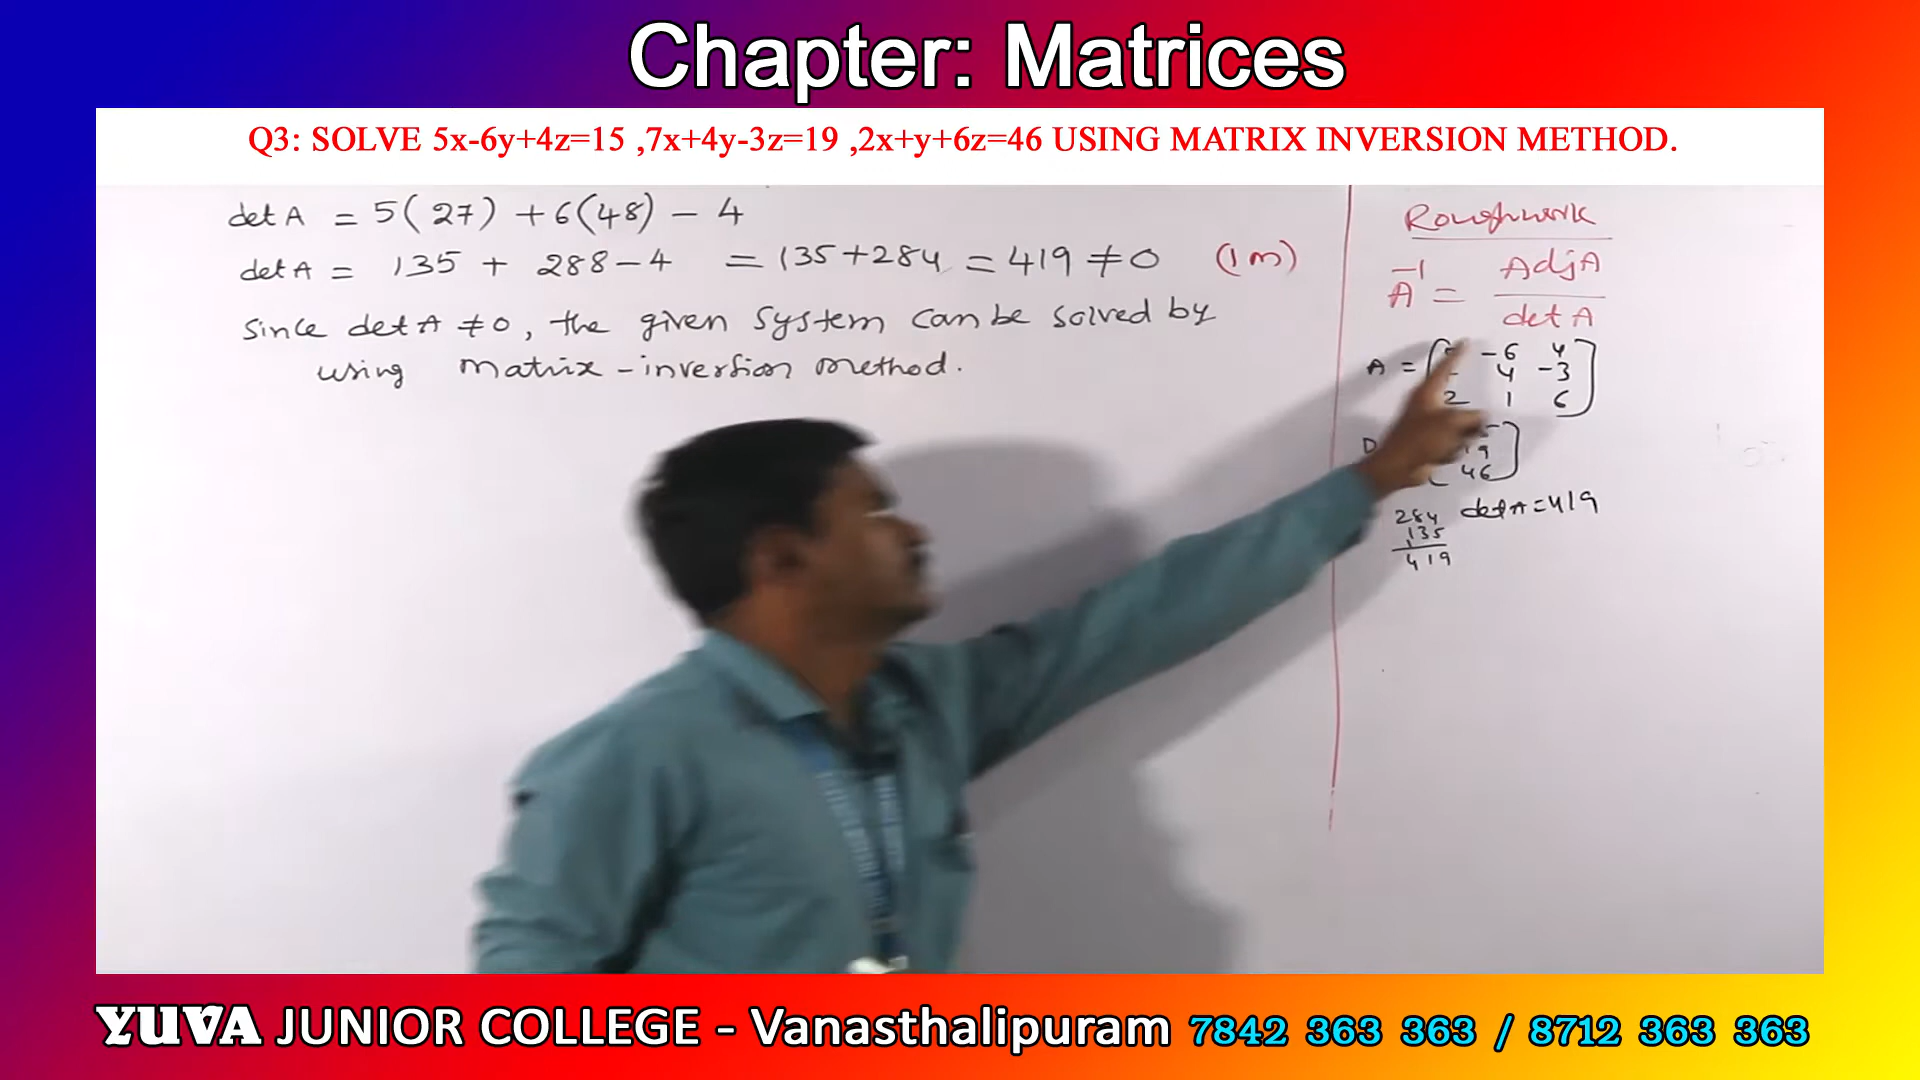 Chapter: Matrices
Q3: SOLVE 5x-6y+4z=15 ,7x+4y-3z=19 ,2x+y+6z=46 USING MATRIX INVERSION METHOD.
det A = 5(27) + 6(48) - 4
det A = 135 + 288-4 = 135+284 = 419 ≠ 0 (1m)
Since det A ≠ 0, the given system can be solved by
using matrix-inversion method.
Roughwork
A⁻¹ = Adj A
det A
-6 4
A = 4 -3
2 1 6
19
46
284 det A = 419
135
419
YUVA JUNIOR COLLEGE - Vanasthalipuram 7842 363 363 / 8712 363 363